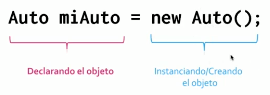 Auto miAuto = new Auto();
Declarando el objeto
Instanciando/Creando
el objeto